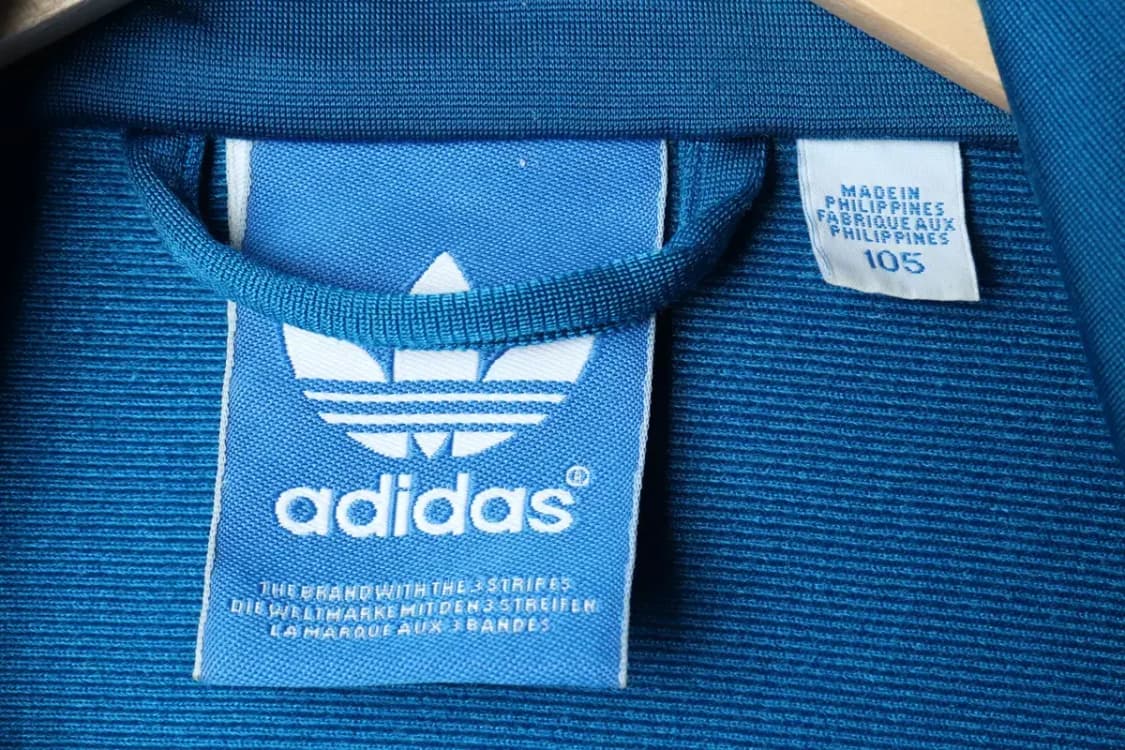 adidas®
THE BRAND WITH THE 3 STRIPES
DIE WELTMARKE MIT DEN 3 STREIFEN
LA MARQUE AUX 3 BANDES
MADE IN
PHILIPPINES
FABRIQUE AUX
PHILIPPINES
105